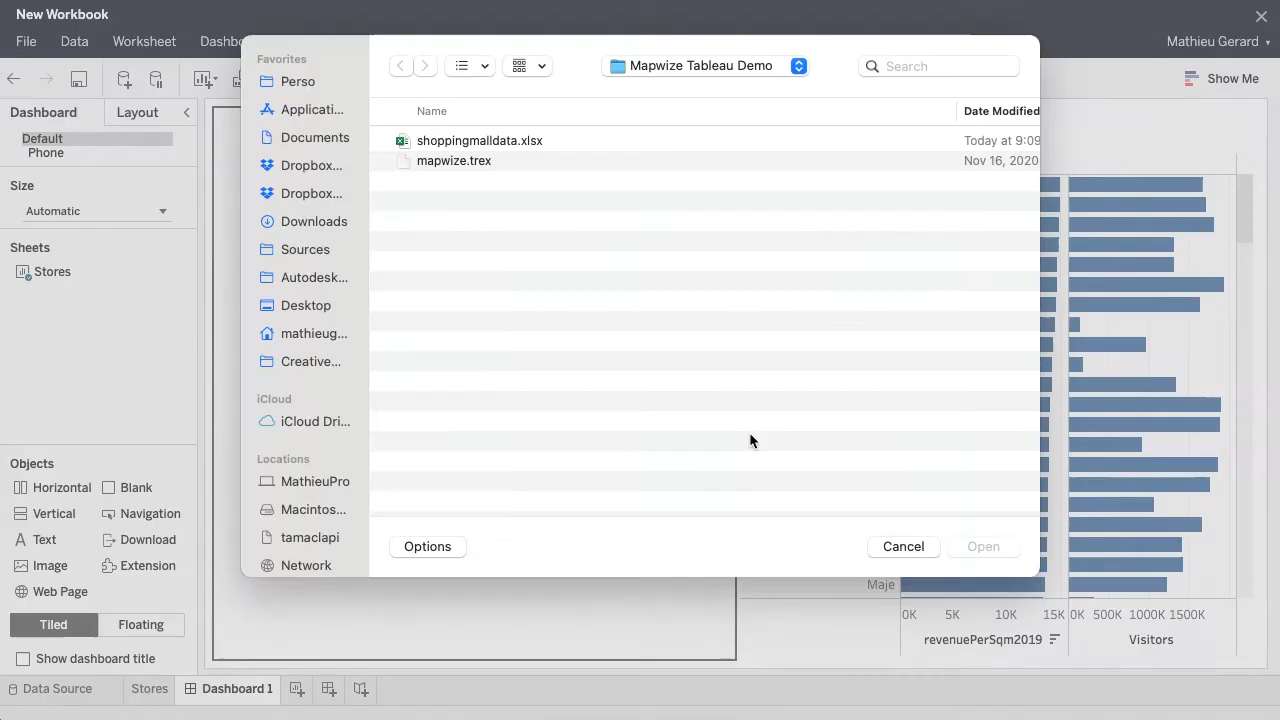 New Workbook
File Data Worksheet Dashb
Mathieu Gerard
Show Me
Dashboard Layout
Default
Phone
Size
Automatic
Sheets
Stores
Objects
Horizontal Blank
Vertical Navigation
Text Download
Image Extension
Web Page
Tiled Floating
Show dashboard title
Favorites
Perso
Applicati...
Documents
Dropbox...
Dropbox...
Downloads
Sources
Autodesk...
Desktop
mathieug...
Creative...
iCloud
iCloud Dri...
Locations
MathieuPro
Macintos...
tamaclapi
Network
Mapwize Tableau Demo
Search
Name Date Modified
shoppingmalldata.xlsx Today at 9:09
mapwize.trex Nov 16, 2020
Options Cancel Open
Maje
0K 5K 10K 15K 0K 500K 1000K 1500K
revenuePerSqm2019 Visitors
Data Source Stores Dashboard 1